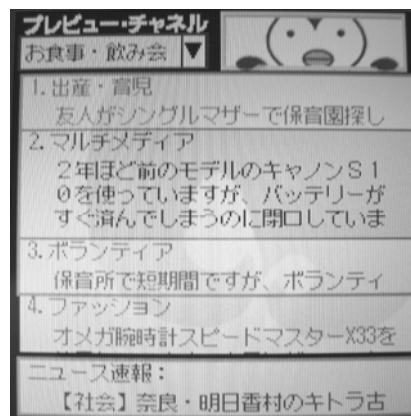 プレビュー・チャネル
お食事・飲み会 ▼
1. 出産・育児
友人がシングルマザーで保育園探し
2. マルチメディア
２年ほど前のモデルのキャノンＳ１
０を使っていますが、バッテリーが
すぐ済んでしまうのに閉口していま
3. ボランティア
保育所で短期間ですが、ボランティ
4. ファッション
オメガ腕時計スピードマスターX33を
ニュース速報：
【社会】奈良・明日香村のキトラ古